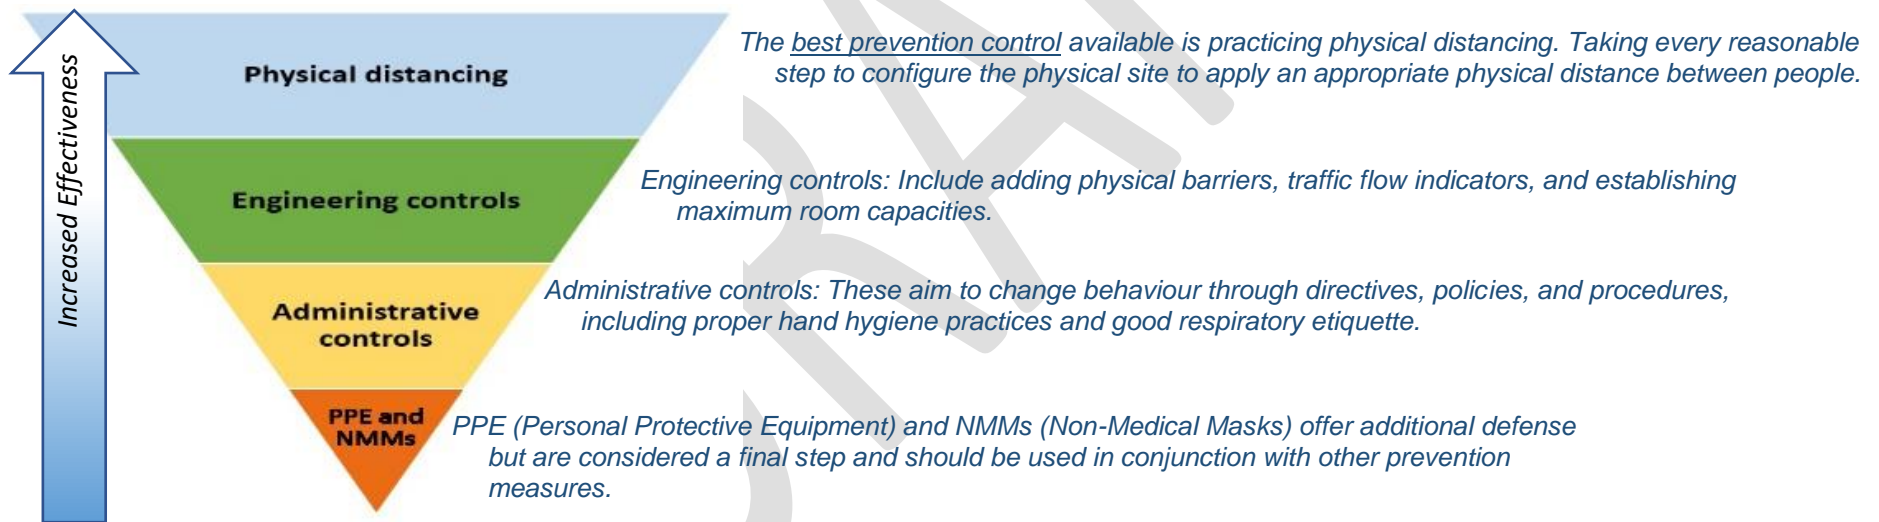 Increased Effectiveness
Physical distancing
The best prevention control available is practicing physical distancing. Taking every reasonable
step to configure the physical site to apply an appropriate physical distance between people.
Engineering controls
Engineering controls: Include adding physical barriers, traffic flow indicators, and establishing
maximum room capacities.
Administrative
controls
Administrative controls: These aim to change behaviour through directives, policies, and procedures,
including proper hand hygiene practices and good respiratory etiquette.
PPE and
NMMs
PPE (Personal Protective Equipment) and NMMs (Non-Medical Masks) offer additional defense
but are considered a final step and should be used in conjunction with other prevention
measures.